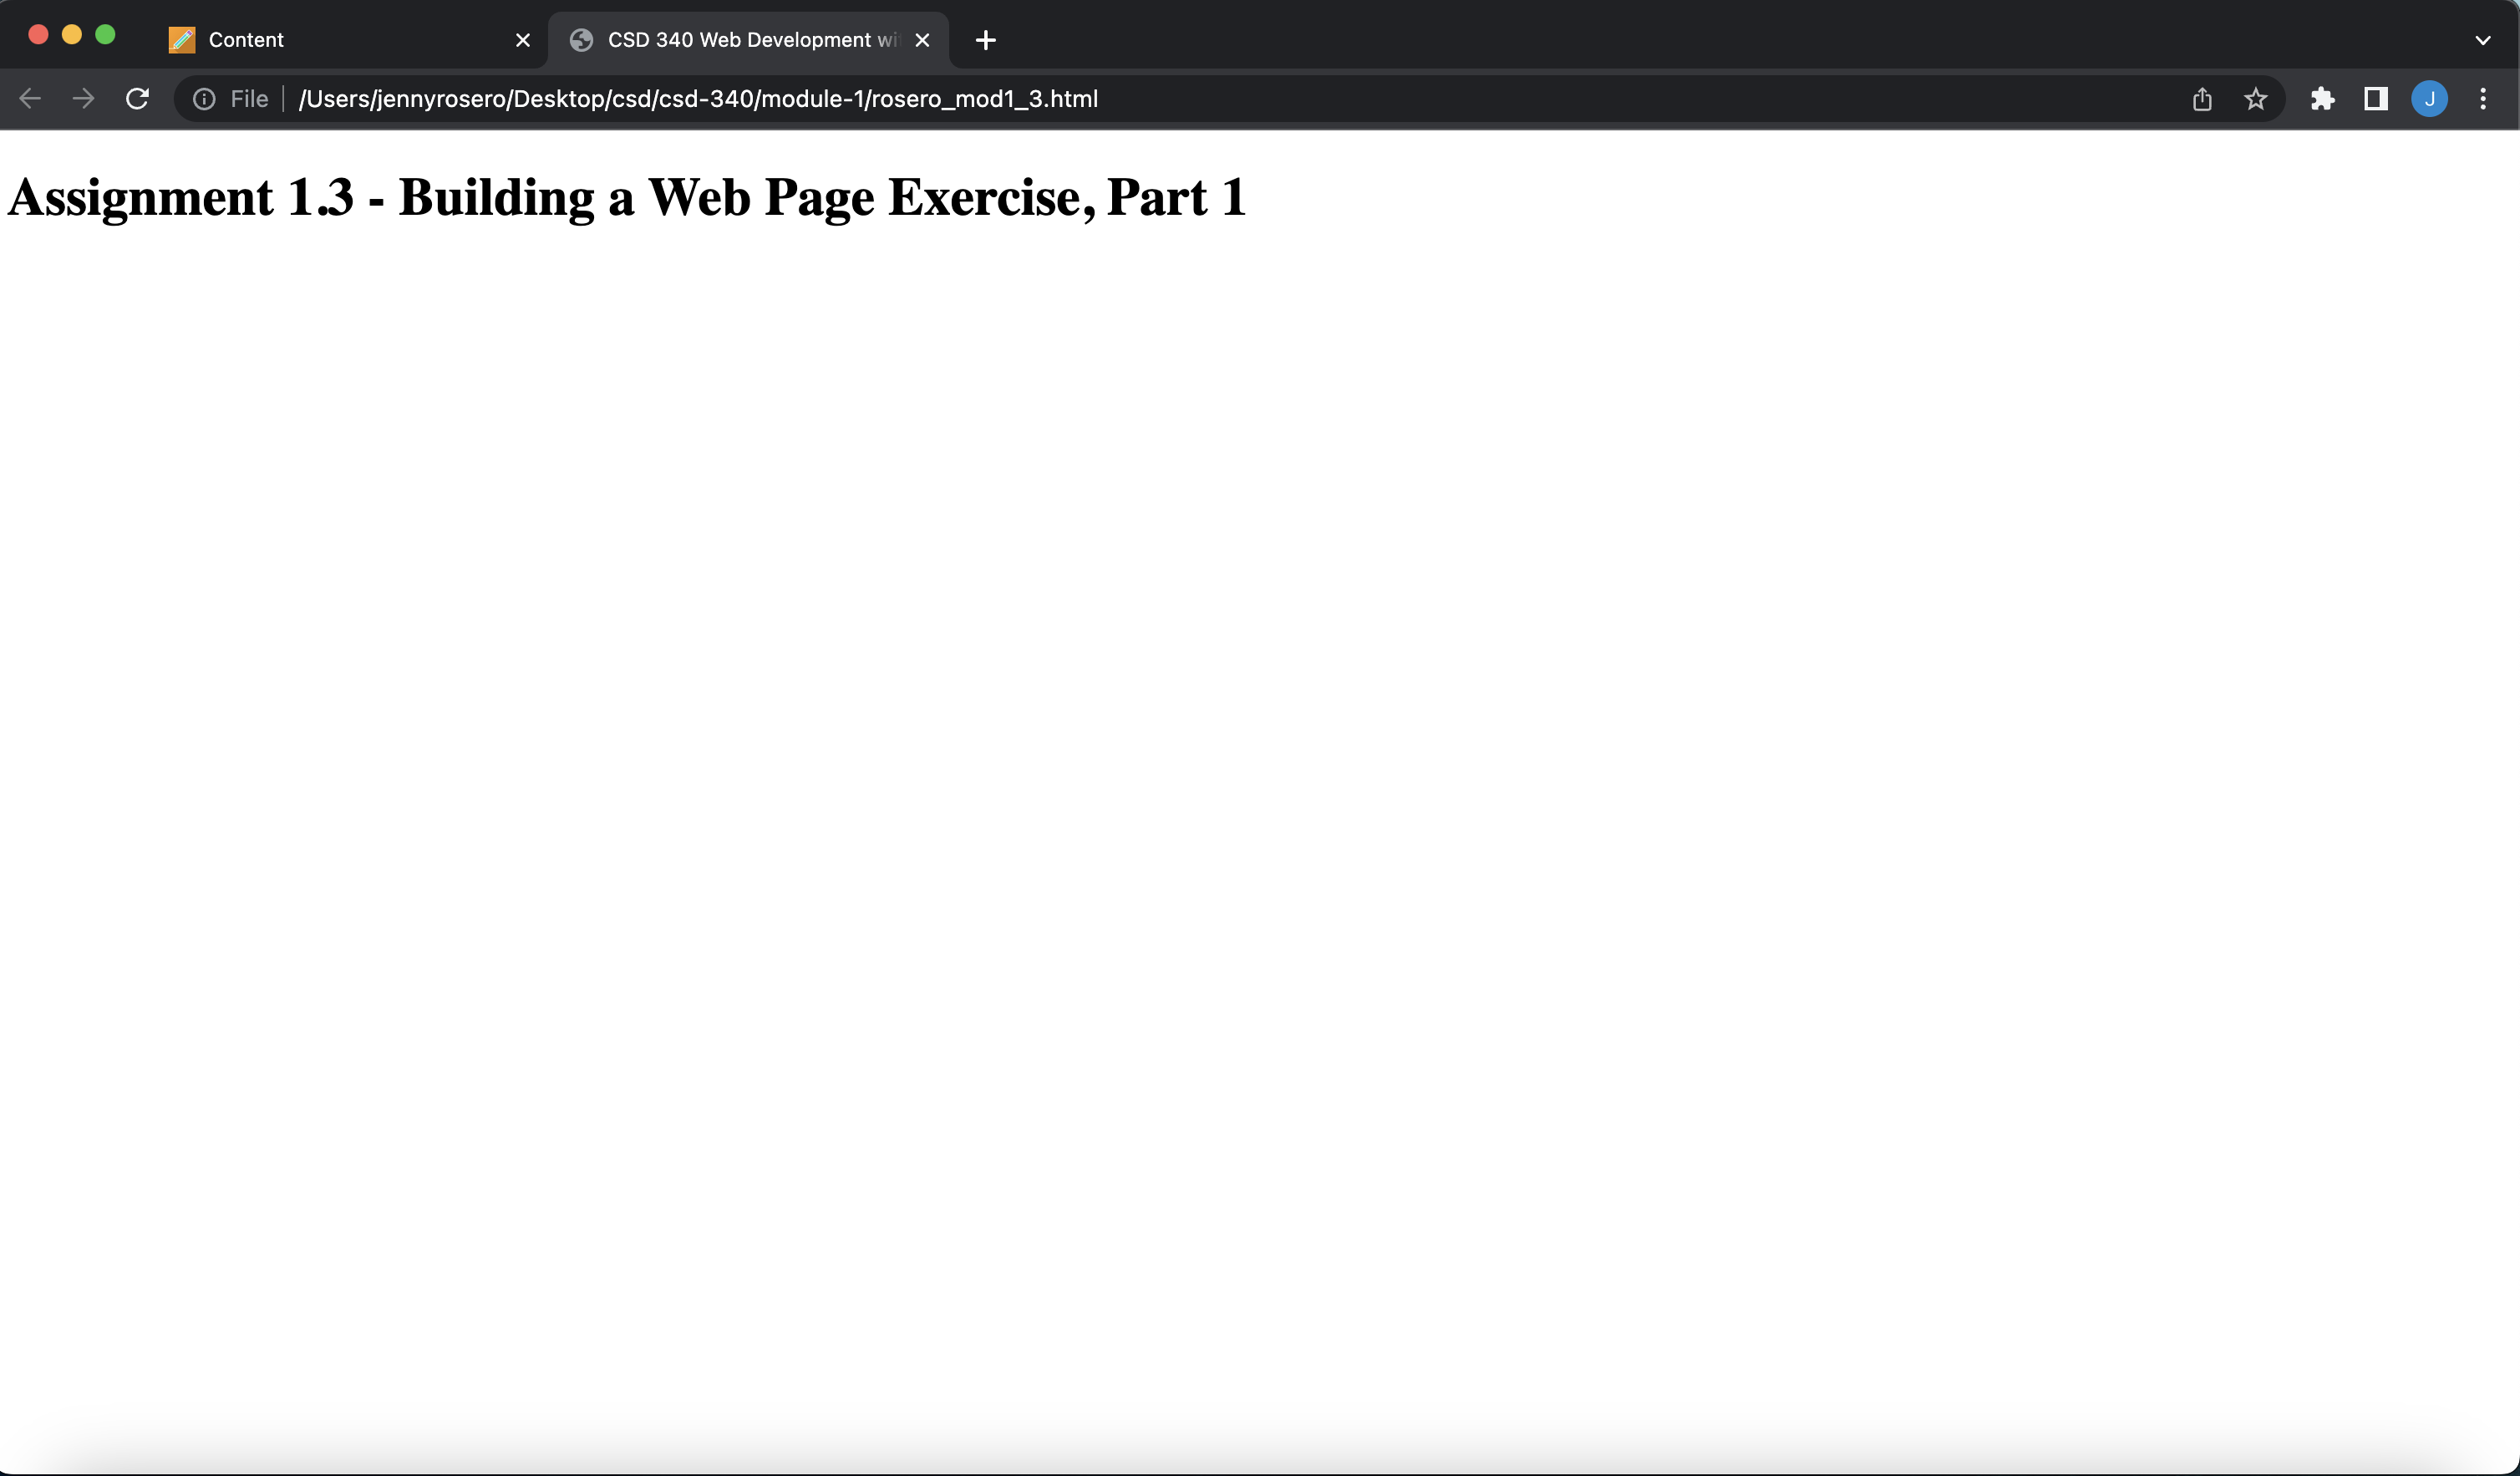 Content
CSD 340 Web Development
File
/Users/jennyrosero/Desktop/csd/csd-340/module-1/rosero_mod1_3.html
J
Assignment 1.3 - Building a Web Page Exercise, Part 1